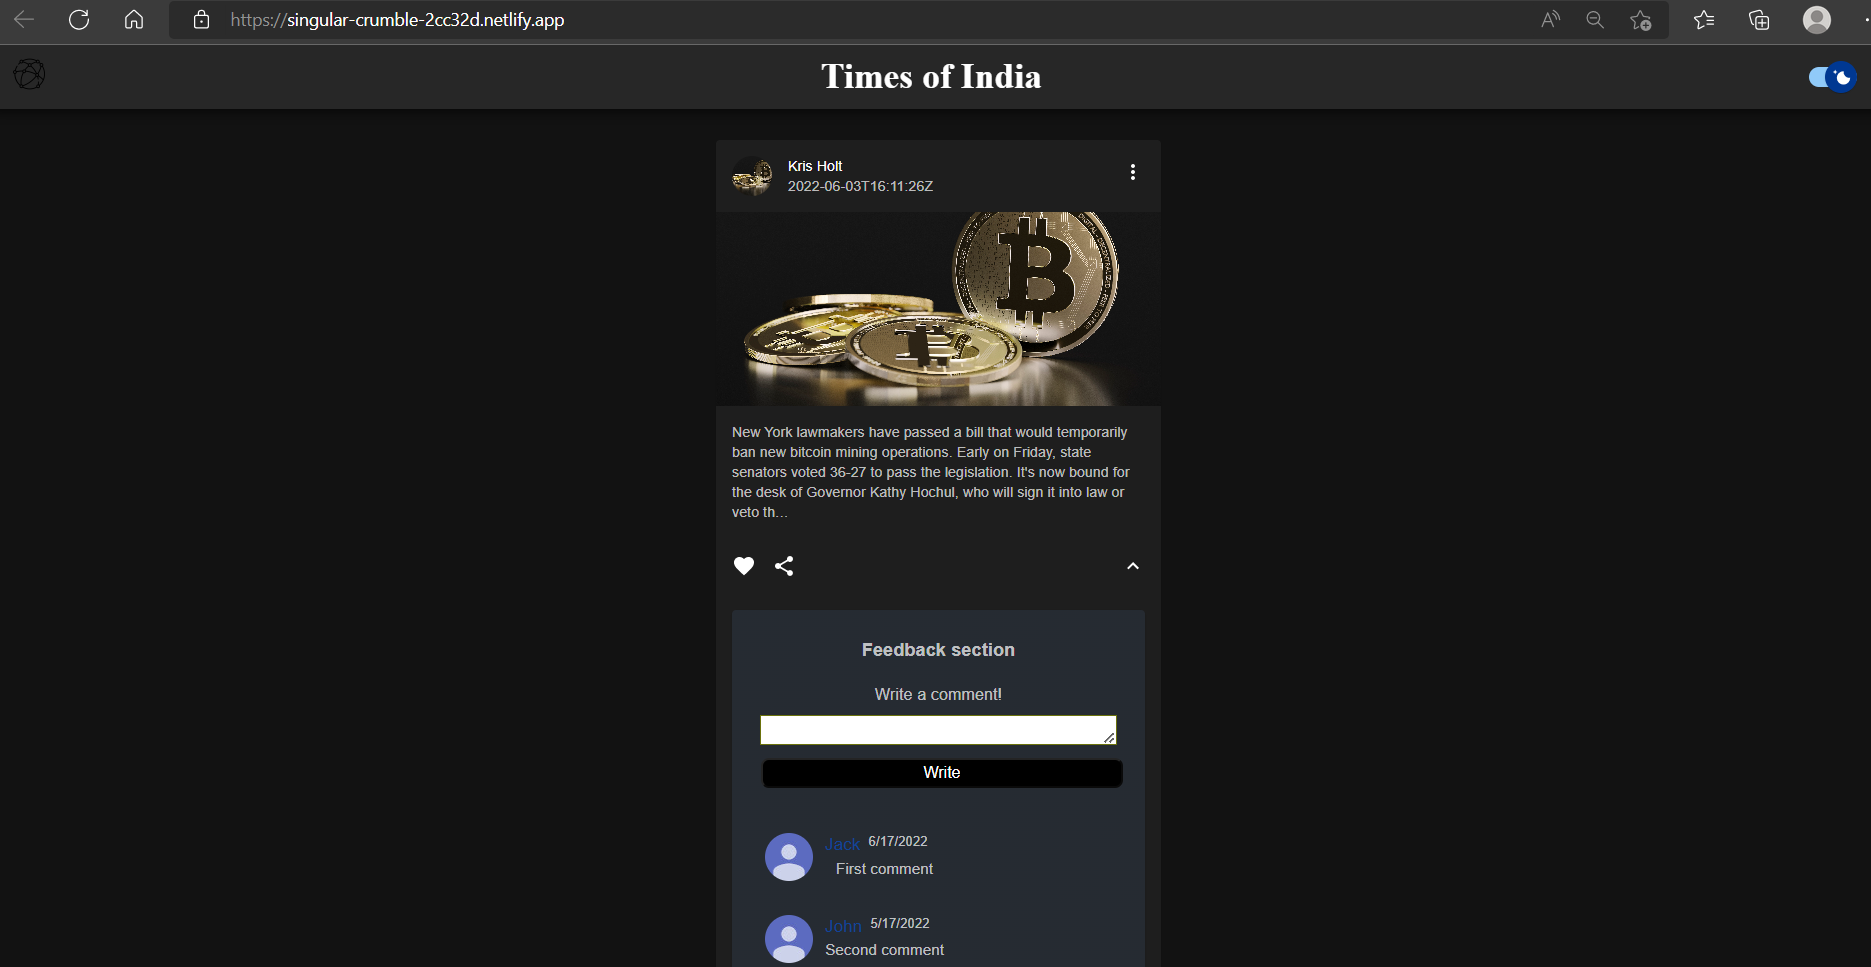 https://singular-crumble-2cc32d.netlify.app
Times of India
Kris Holt
2022-06-03T16:11:26Z
New York lawmakers have passed a bill that would temporarily
ban new bitcoin mining operations. Early on Friday, state
senators voted 36-27 to pass the legislation. It's now bound for
the desk of Governor Kathy Hochul, who will sign it into law or
veto th...
Feedback section
Write a comment!
Write
Jack 6/17/2022
First comment
John 5/17/2022
Second comment